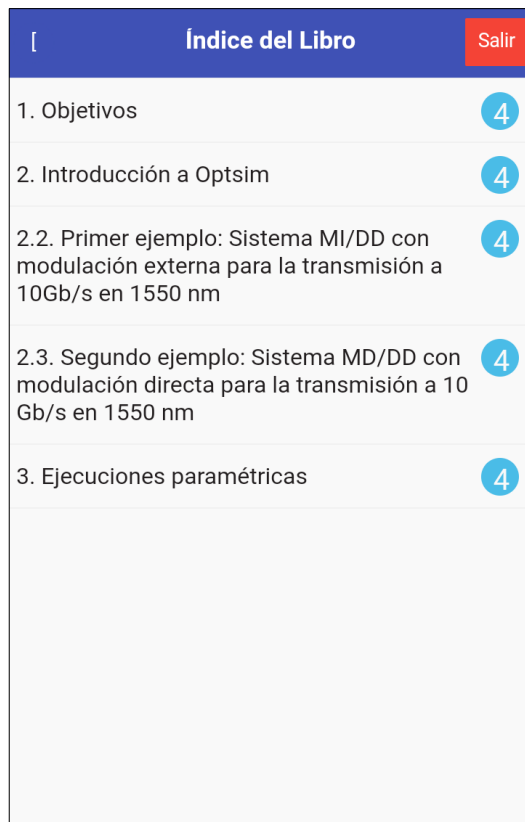 [
Índice del Libro
Salir
1. Objetivos
4
2. Introducción a Optsim
4
2.2. Primer ejemplo: Sistema MI/DD con
modulación externa para la transmisión a
10Gb/s en 1550 nm
4
2.3. Segundo ejemplo: Sistema MD/DD con
modulación directa para la transmisión a 10
Gb/s en 1550 nm
4
3. Ejecuciones paramétricas
4